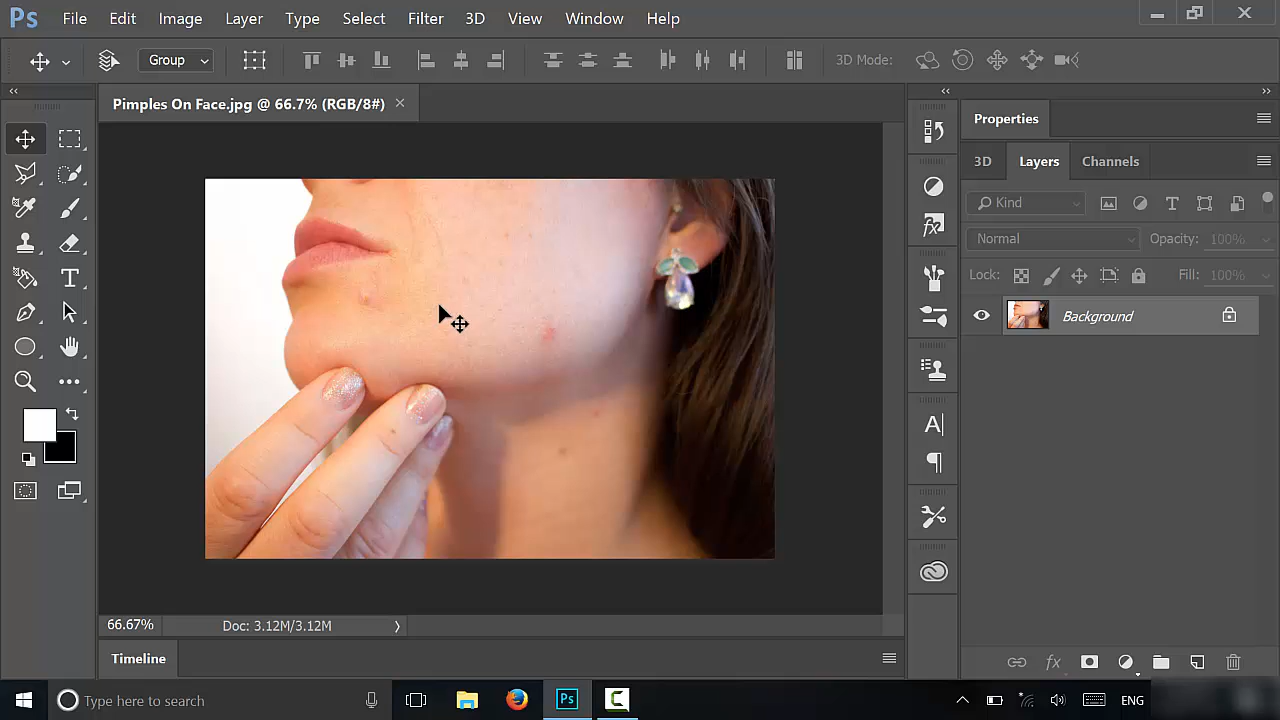 Ps File Edit Image Layer Type Select Filter 3D View Window Help
Group 3D Mode:
Pimples On Face.jpg @ 66.7% (RGB/8#)
Properties
3D Layers Channels
Kind
Normal Opacity: 100%
Lock: Fill: 100%
Background
fx
66.67% Doc: 3.12M/3.12M
Timeline
Type here to search Ps ENG